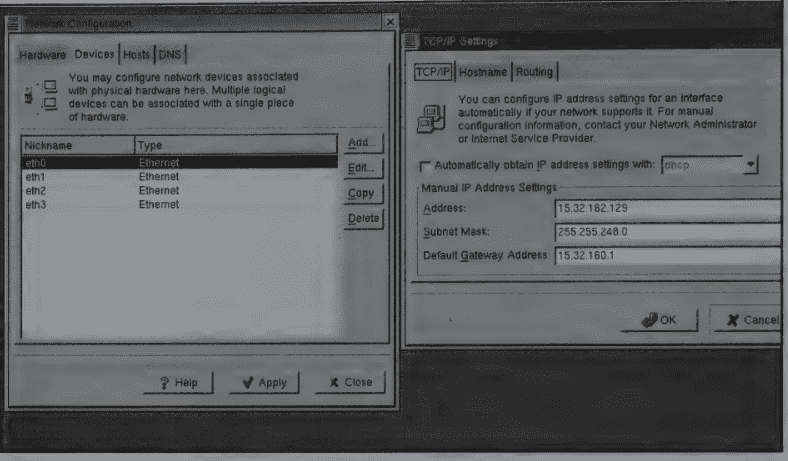 Network Configuration
Hardware Devices Hosts DNS
You may configure network devices associated
with physical hardware here. Multiple logical
devices can be associated with a single piece
of hardware.
Nickname Type
eth0 Ethernet
eth1 Ethernet
eth2 Ethernet
eth3 Ethernet
Add...
Edit...
Copy
Delete
Help Apply Close
TCP/IP Settings
TCP/IP Hostname Routing
You can configure IP address settings for an interface
automatically if your network supports it. For manual
configuration information, contact your Network Administrator
or Internet Service Provider.
Automatically obtain IP address settings with: dhcp
Manual IP Address Settings
Address: 15.32.162.129
Subnet Mask: 255.255.248.0
Default Gateway Address: 15.32.160.1
OK Cancel